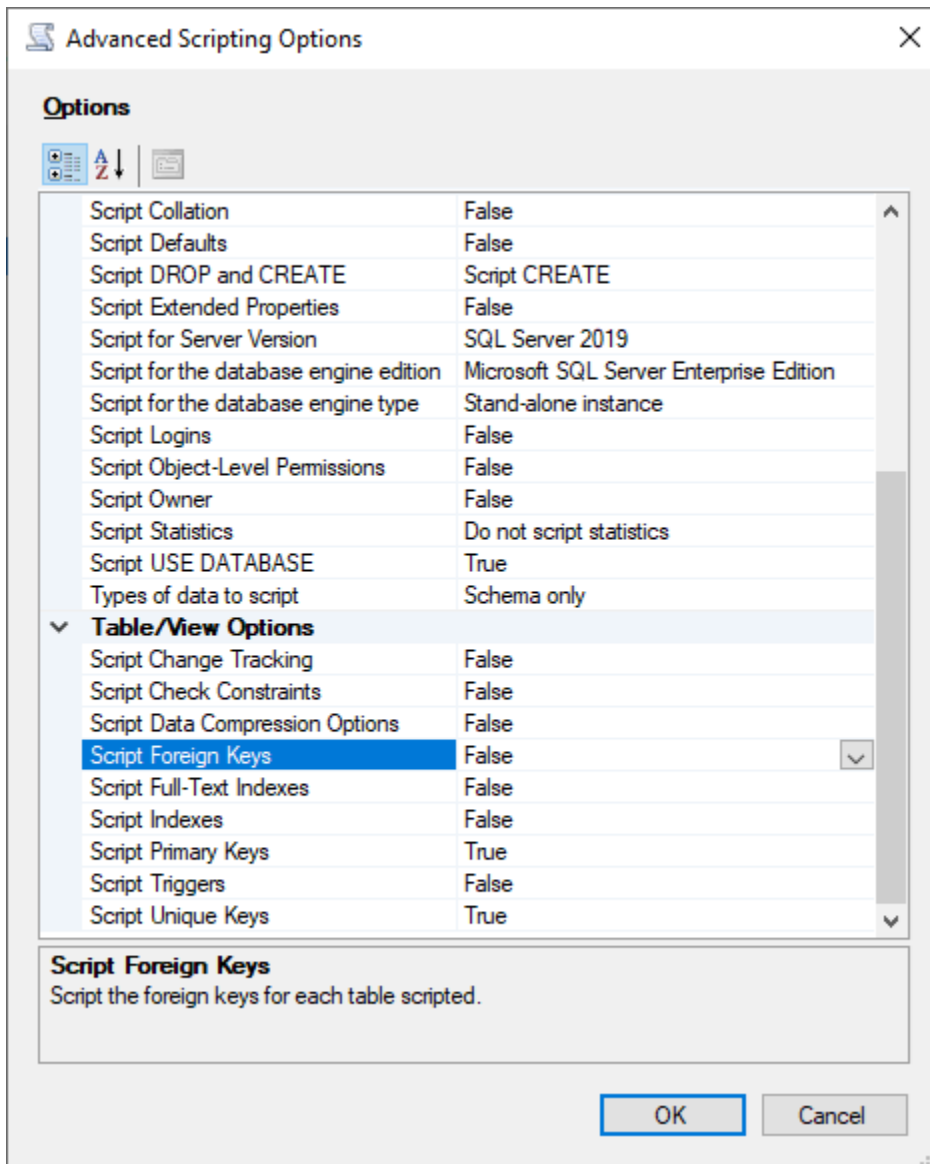 Advanced Scripting Options
Options
Script Collation False
Script Defaults False
Script DROP and CREATE Script CREATE
Script Extended Properties False
Script for Server Version SQL Server 2019
Script for the database engine edition Microsoft SQL Server Enterprise Edition
Script for the database engine type Stand-alone instance
Script Logins False
Script Object-Level Permissions False
Script Owner False
Script Statistics Do not script statistics
Script USE DATABASE True
Types of data to script Schema only
Table/View Options
Script Change Tracking False
Script Check Constraints False
Script Data Compression Options False
Script Foreign Keys False
Script Full-Text Indexes False
Script Indexes False
Script Primary Keys True
Script Triggers False
Script Unique Keys True
Script Foreign Keys
Script the foreign keys for each table scripted.
OK Cancel